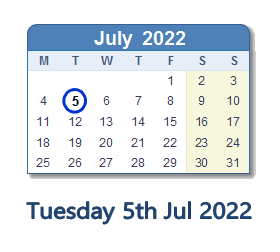 July 2022
M T W T F S S
1 2 3
4 5 6 7 8 9 10
11 12 13 14 15 16 17
18 19 20 21 22 23 24
25 26 27 28 29 30 31
Tuesday 5th Jul 2022